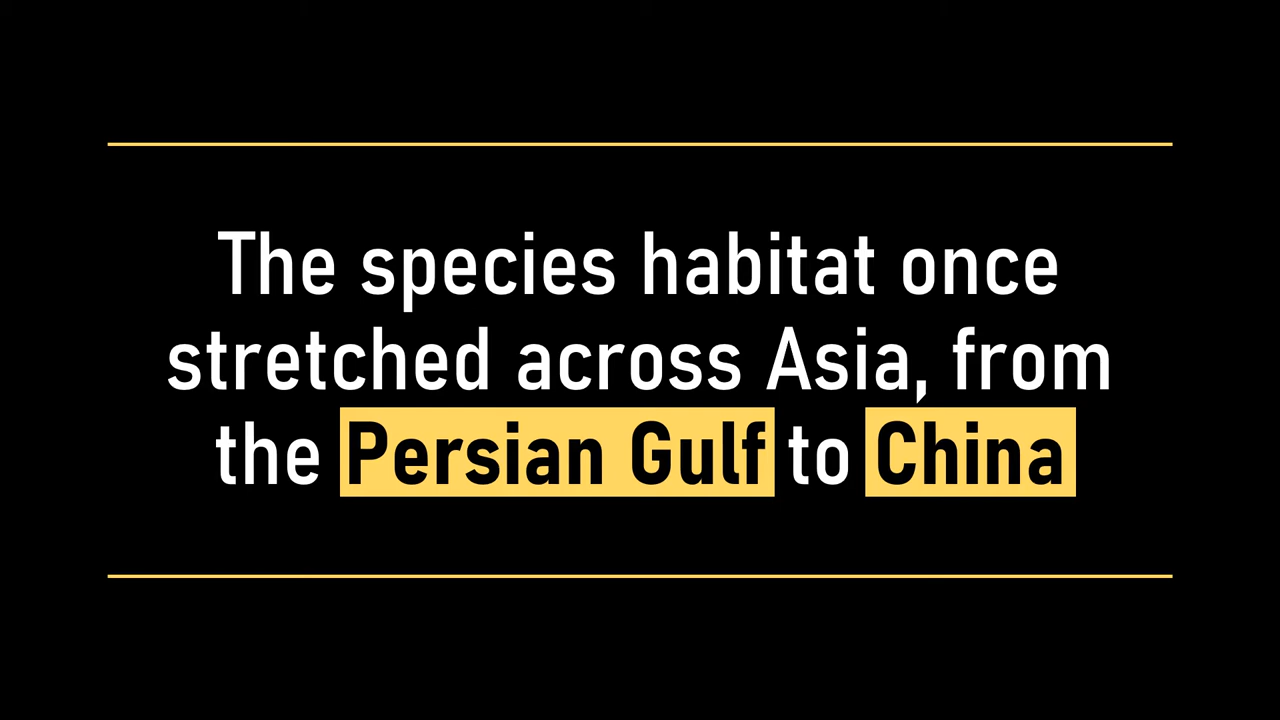 The species habitat once
stretched across Asia, from
the Persian Gulf to China